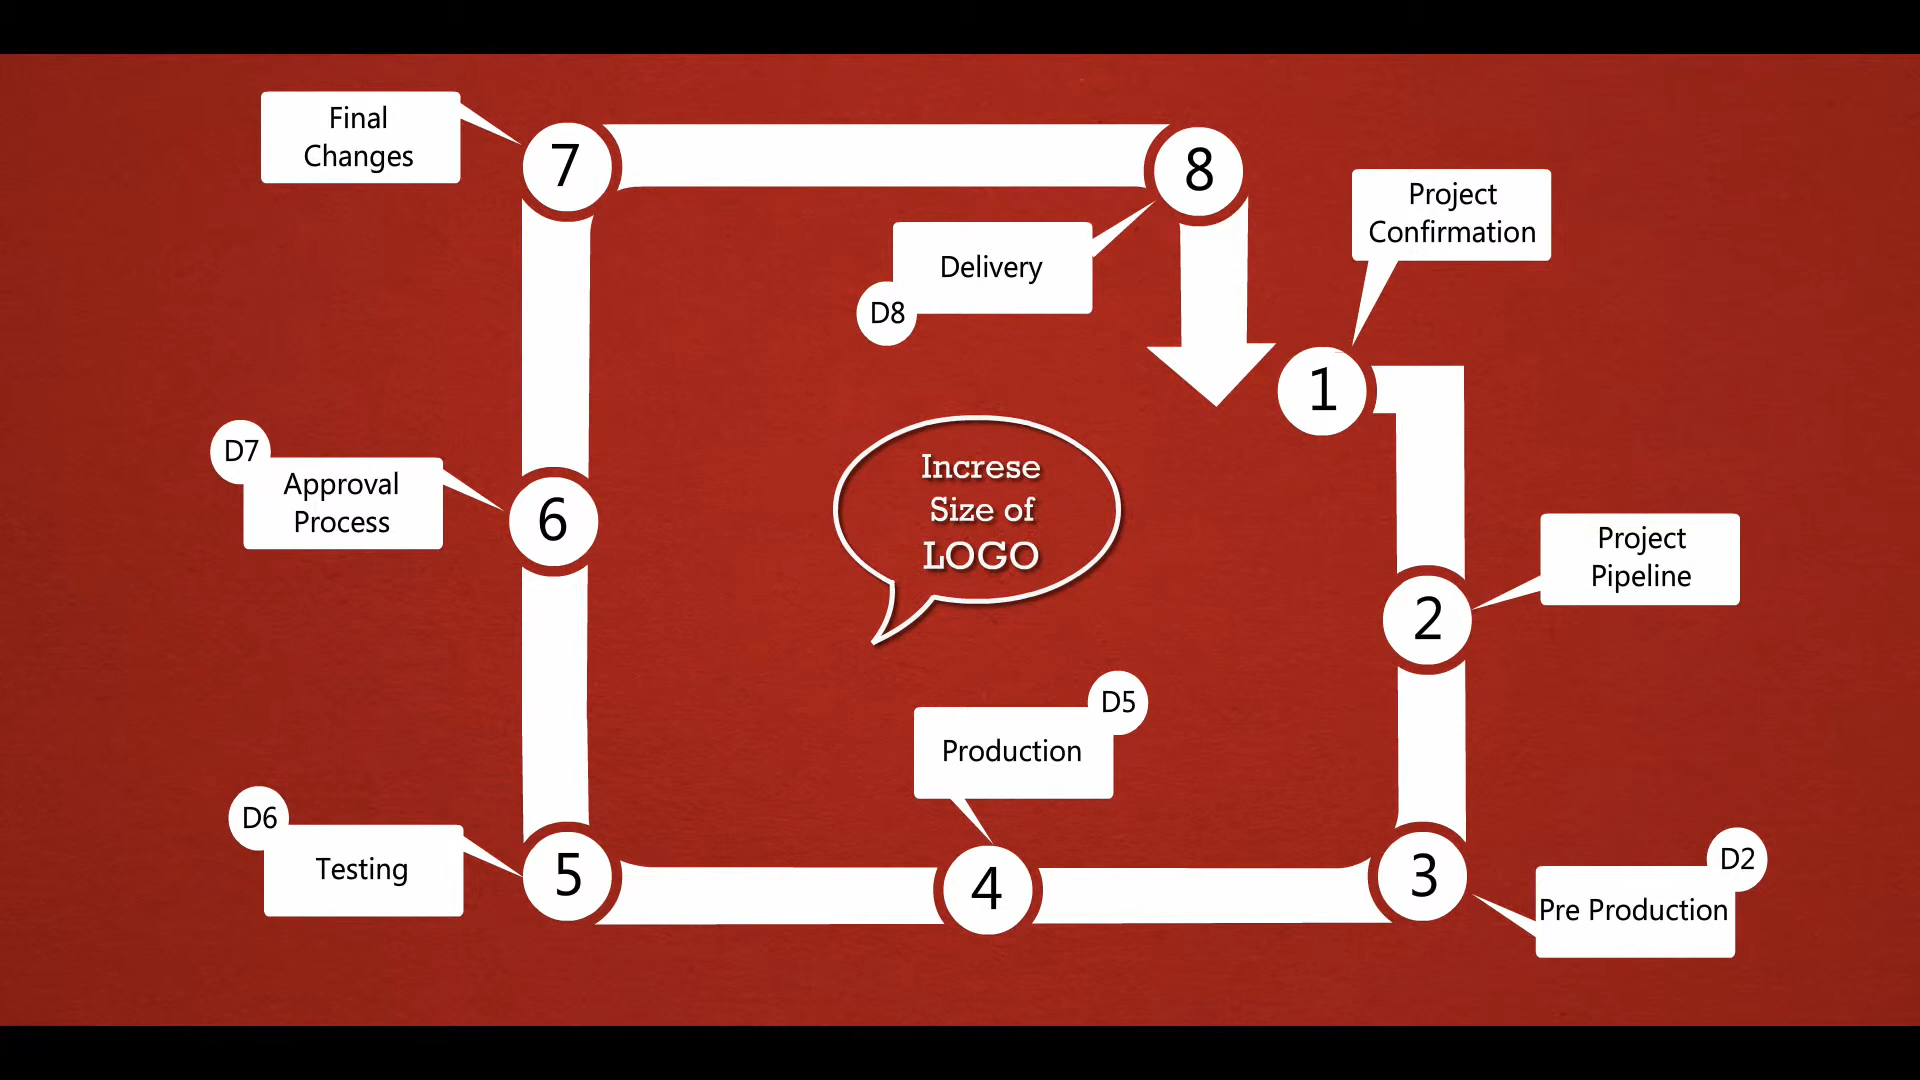 Final
Changes
7
8
Project
Confirmation
Delivery
D8
1
D7
Approval
Process
6
Increse
Size of
LOGO
Project
Pipeline
2
D5
Production
D6
Testing
5
4
3
D2
Pre Production